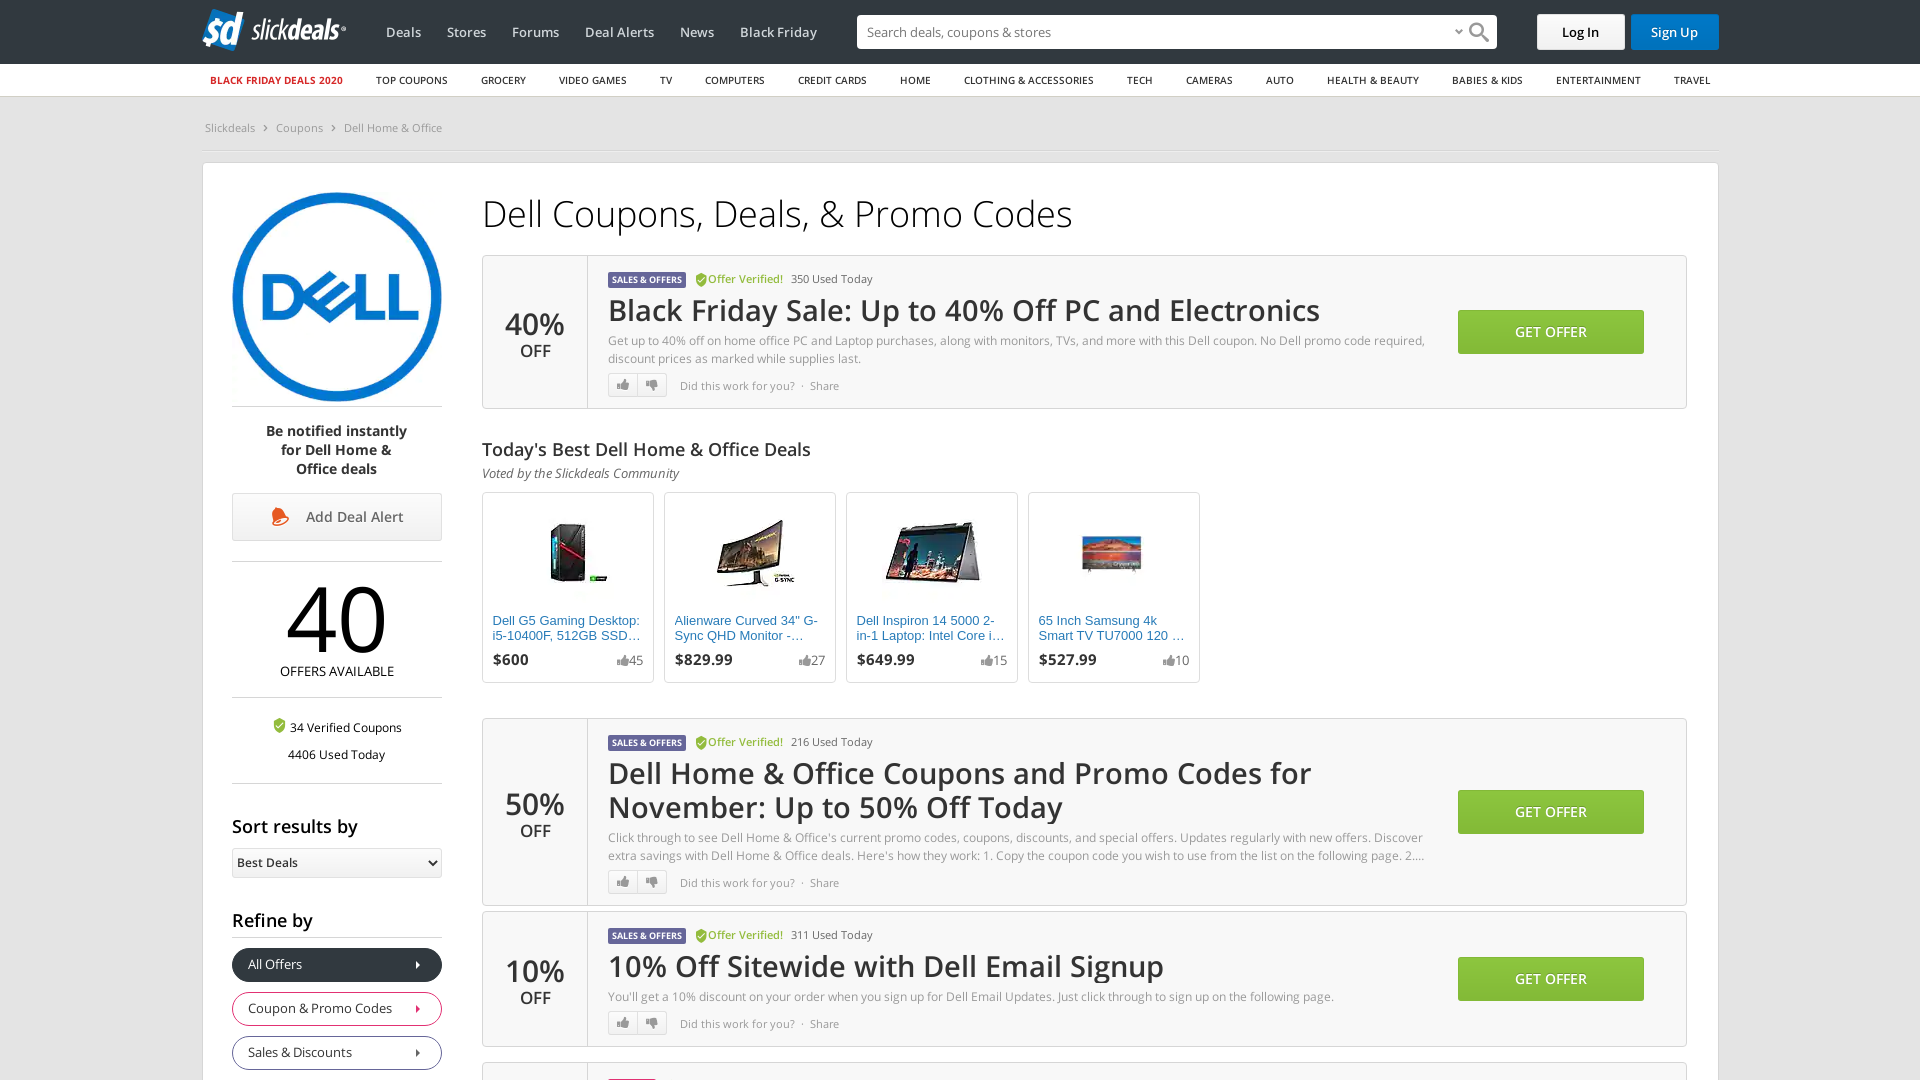 sd slickdeals
Deals Stores Forums Deal Alerts News Black Friday
Search deals, coupons & stores
Log In
Sign Up
BLACK FRIDAY DEALS 2020 TOP COUPONS GROCERY VIDEO GAMES TV COMPUTERS CREDIT CARDS HOME CLOTHING & ACCESSORIES TECH CAMERAS AUTO HEALTH & BEAUTY BABIES & KIDS ENTERTAINMENT TRAVEL
Slickdeals > Coupons > Dell Home & Office
DELL
Be notified instantly
for Dell Home &
Office deals
Add Deal Alert
40
OFFERS AVAILABLE
34 Verified Coupons
4406 Used Today
Sort results by
Best Deals
Refine by
All Offers
Coupon & Promo Codes
Sales & Discounts
Dell Coupons, Deals, & Promo Codes
40%
OFF
SALES & OFFERS Offer Verified! 350 Used Today
Black Friday Sale: Up to 40% Off PC and Electronics
Get up to 40% off on home office PC and Laptop purchases, along with monitors, TVs, and more with this Dell coupon. No Dell promo code required,
discount prices as marked while supplies last.
Did this work for you? · Share
GET OFFER
Today's Best Dell Home & Office Deals
Voted by the Slickdeals Community
Dell G5 Gaming Desktop:
i5-10400F, 512GB SSD…
$600 45
G-SYNC
Alienware Curved 34" G-
Sync QHD Monitor -…
$829.99 27
Dell Inspiron 14 5000 2-
in-1 Laptop: Intel Core i…
$649.99 15
65 Inch Samsung 4k
Smart TV TU7000 120 …
$527.99 10
50%
OFF
SALES & OFFERS Offer Verified! 216 Used Today
Dell Home & Office Coupons and Promo Codes for
November: Up to 50% Off Today
Click through to see Dell Home & Office's current promo codes, coupons, discounts, and special offers. Updates regularly with new offers. Discover
extra savings with Dell Home & Office deals. Here's how they work: 1. Copy the coupon code you wish to use from the list on the following page. 2.…
Did this work for you? · Share
GET OFFER
10%
OFF
SALES & OFFERS Offer Verified! 311 Used Today
10% Off Sitewide with Dell Email Signup
You'll get a 10% discount on your order when you sign up for Dell Email Updates. Just click through to sign up on the following page.
Did this work for you? · Share
GET OFFER